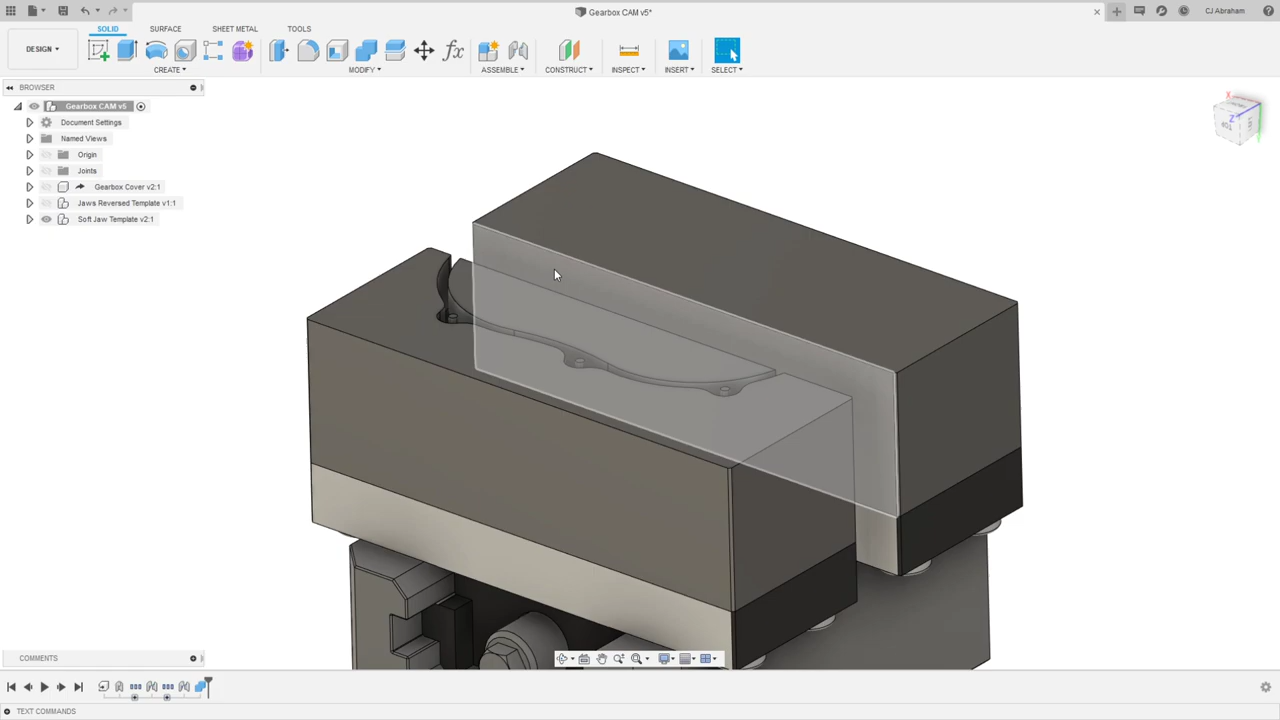 Gearbox CAM v5*
CJ Abraham
SOLID SURFACE SHEET METAL TOOLS
DESIGN
CREATE MODIFY ASSEMBLE CONSTRUCT INSPECT INSERT SELECT
fx
BROWSER
Gearbox CAM v5
Document Settings
Named Views
Origin
Joints
Gearbox Cover v2:1
Jaws Reversed Template v1:1
Soft Jaw Template v2:1
X
Z
TOP
COMMENTS
TEXT COMMANDS